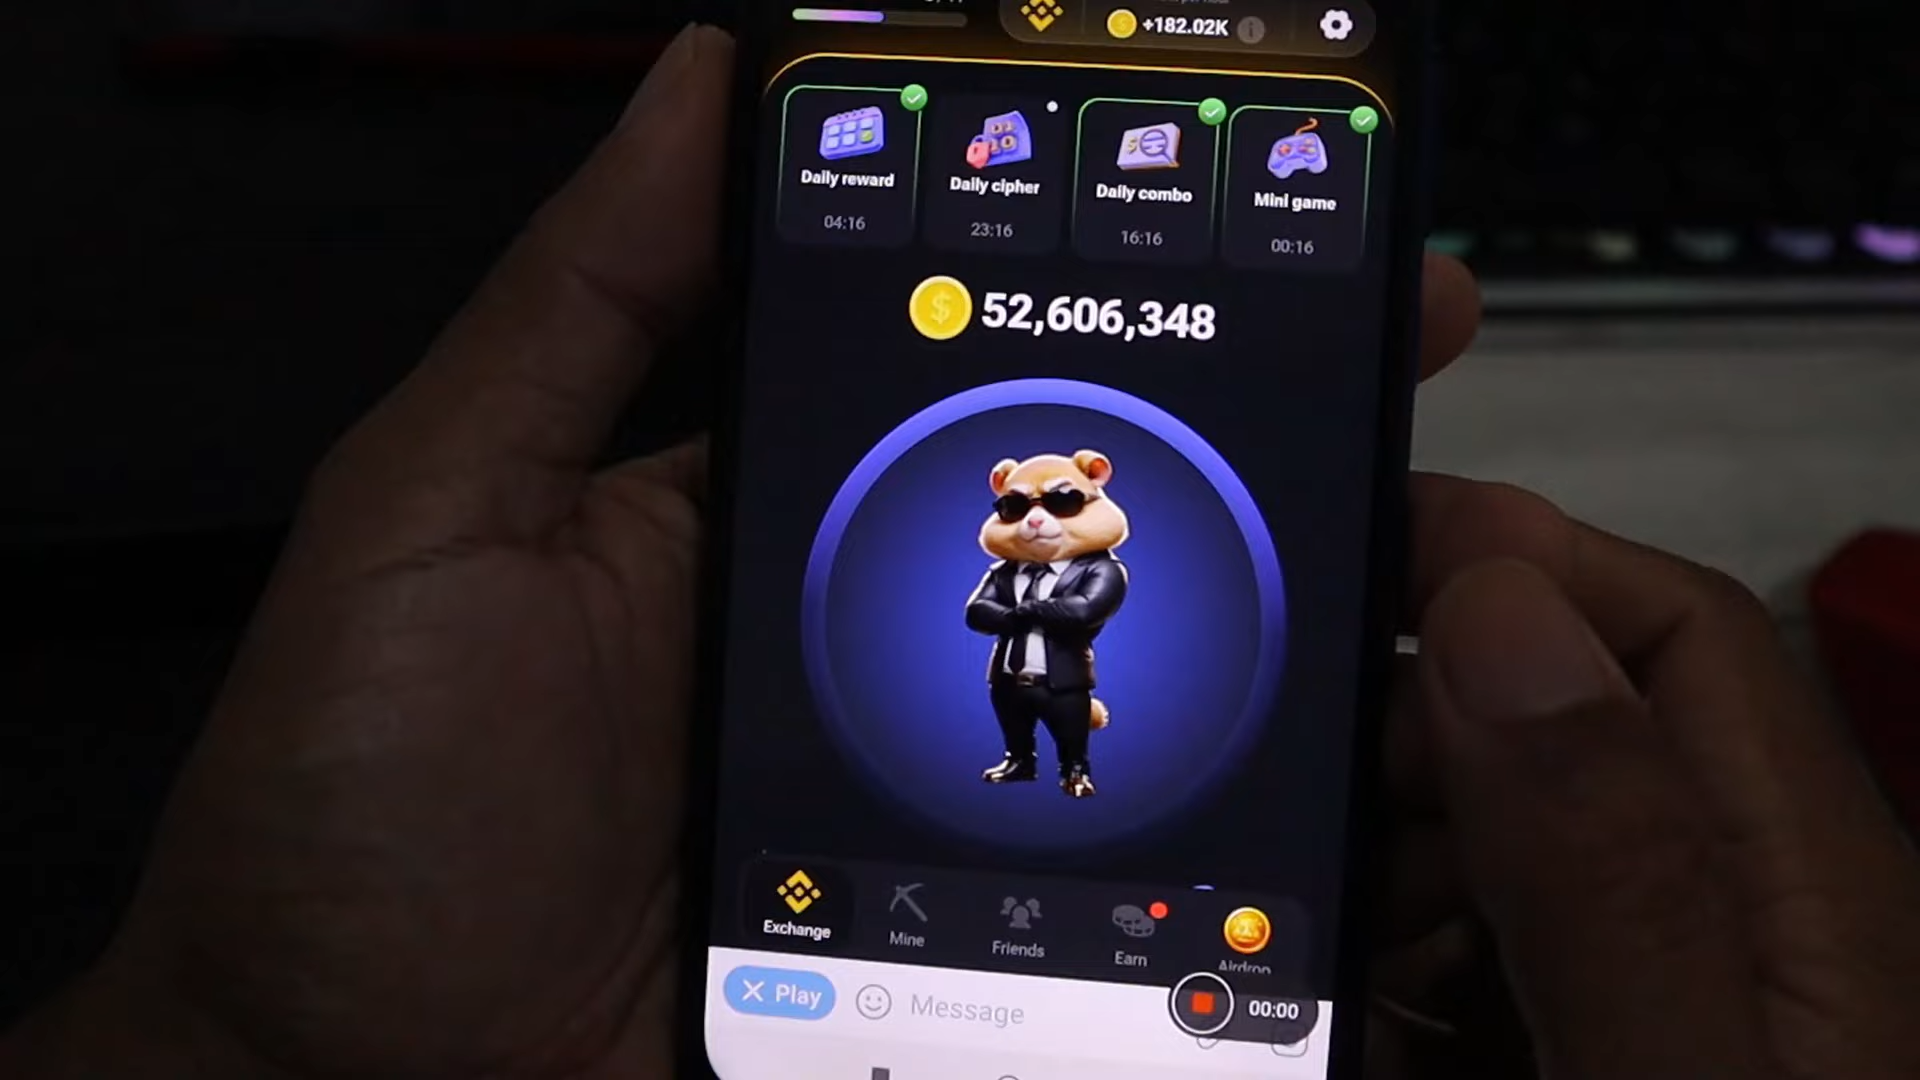 +182.02K
Daily reward
04:16
Daily cipher
23:16
Daily combo
16:16
Mini game
00:16
52,606,348
Exchange
Mine
Friends
Earn
Airdrop
Play
Message
00:00